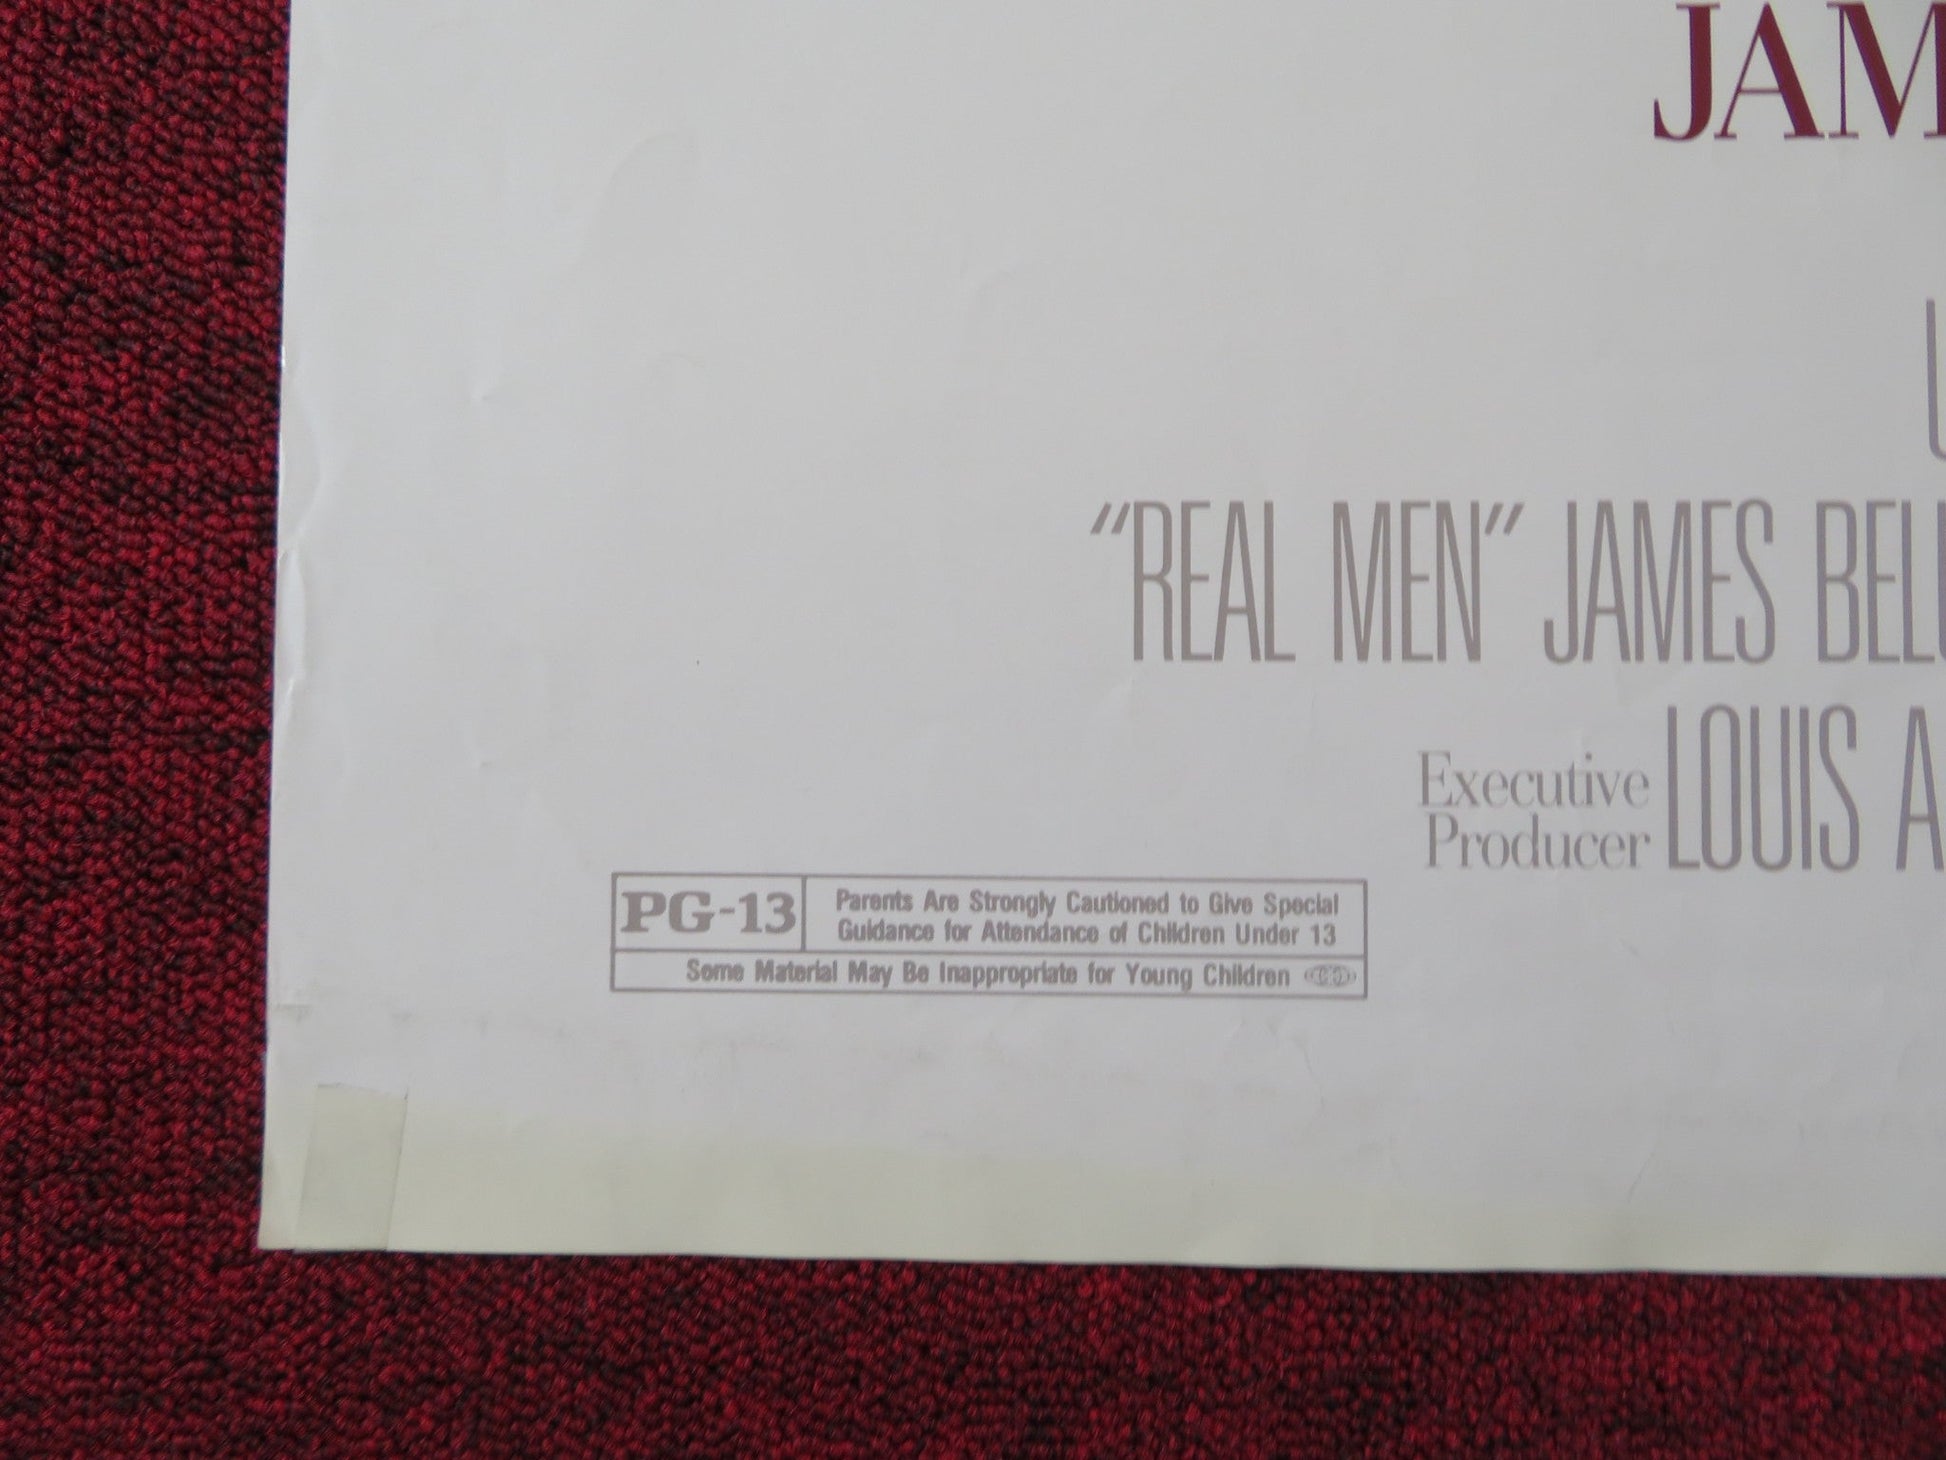 JAM
"REAL MEN" JAMES BELU
Executive
Producer LOUIS A
PG-13 Parents Are Strongly Cautioned to Give Special
Guidance for Attendance of Children Under 13
Some Material May Be Inappropriate for Young Children